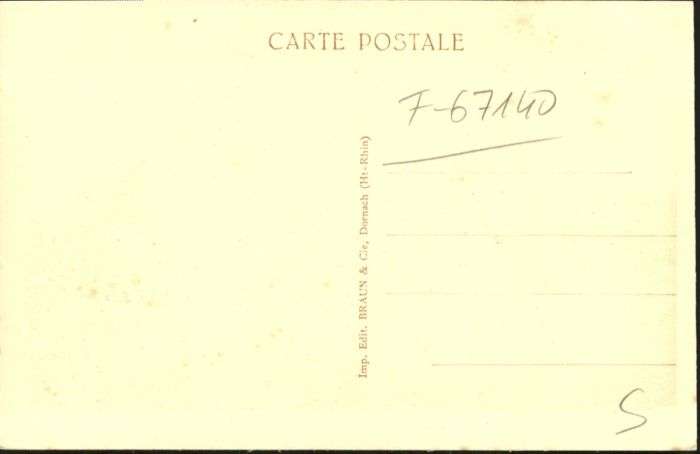 CARTE POSTALE
F-67140
Imp. Edit. BRAUN & Cie, Dornach (Ht-Rhin)
S